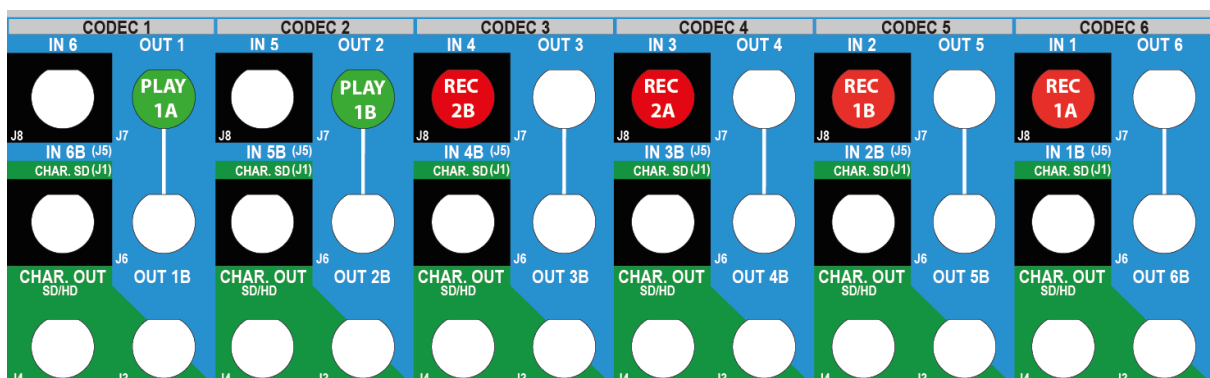 CODEC 1 CODEC 2 CODEC 3 CODEC 4 CODEC 5 CODEC 6
IN 6 OUT 1 IN 5 OUT 2 IN 4 OUT 3 IN 3 OUT 4 IN 2 OUT 5 IN 1 OUT 6
PLAY PLAY REC REC REC REC
1A 1B 2B 2A 1B 1A
J8 J7 J8 J7 J8 J7 J8 J7 J8 J7 J8 J7
IN 6B (J5) IN 5B (J5) IN 4B (J5) IN 3B (J5) IN 2B (J5) IN 1B (J5)
CHAR. SD (J1) CHAR. SD (J1) CHAR. SD (J1) CHAR. SD (J1) CHAR. SD (J1) CHAR. SD (J1)
J6 J6 J6 J6 J6 J6
CHAR. OUT OUT 1B CHAR. OUT OUT 2B CHAR. OUT OUT 3B CHAR. OUT OUT 4B CHAR. OUT OUT 5B CHAR. OUT OUT 6B
SD/HD SD/HD SD/HD SD/HD SD/HD SD/HD